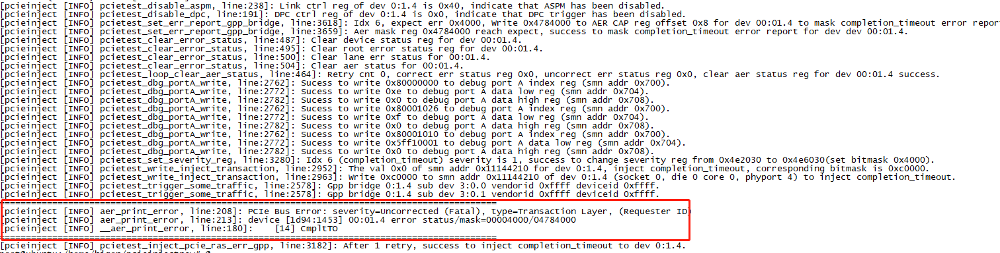 [pcieinject [INFO] pcietest_disable_aspm, line:238]: Link ctrl reg of dev 0:1.4 is 0x40, indicate that ASPM has been disabled.
[pcieinject [INFO] pcietest_disable_dpc, line:191]: DPC ctrl reg of dev 0:1.4 is 0x0, indicate that DPC trigger has been disabled.
[pcieinject [INFO] pcietest_set_err_report_gpp_bridge, line:3618]: Idx 6, expect err 0x4000, Write 0x4784000 to AER CAP reg offset 0x8 for dev 00:01.4 to mask completion_timeout error repor
[pcieinject [INFO] pcietest_set_err_report_gpp_bridge, line:3659]: Aer mask reg 0x4784000 reach expect, success to mask completion_timeout error report for dev dev 00:01.4.
[pcieinject [INFO] pcietest_clear_error_status, line:487]: Clear device status reg for dev 00:01.4.
[pcieinject [INFO] pcietest_clear_error_status, line:495]: Clear root error status reg for dev 00:01.4.
[pcieinject [INFO] pcietest_clear_error_status, line:500]: Clear lane err status for 00:01.4.
[pcieinject [INFO] pcietest_clear_error_status, line:504]: Clear aer status for 00:01.4.
[pcieinject [INFO] pcietest_loop_clear_aer_status, line:464]: Retry cnt 0, correct err status reg 0x0, uncorrect err status reg 0x0, clear aer status reg for dev 00:01.4 success.
[pcieinject [INFO] pcietest_dbg_portA_write, line:2762]: Sucess to write 0x80000000 to debug port A index reg (smn addr 0x700).
[pcieinject [INFO] pcietest_dbg_portA_write, line:2772]: Sucess to write 0xe to debug port A data low reg (smn addr 0x704).
[pcieinject [INFO] pcietest_dbg_portA_write, line:2782]: Sucess to write 0x0 to debug port A data high reg (smn addr 0x708).
[pcieinject [INFO] pcietest_dbg_portA_write, line:2762]: Sucess to write 0x80001026 to debug port A index reg (smn addr 0x700).
[pcieinject [INFO] pcietest_dbg_portA_write, line:2772]: Sucess to write 0xf to debug port A data low reg (smn addr 0x704).
[pcieinject [INFO] pcietest_dbg_portA_write, line:2782]: Sucess to write 0x0 to debug port A data high reg (smn addr 0x708).
[pcieinject [INFO] pcietest_dbg_portA_write, line:2762]: Sucess to write 0x80001010 to debug port A index reg (smn addr 0x700).
[pcieinject [INFO] pcietest_dbg_portA_write, line:2772]: Sucess to write 0x5ff10001 to debug port A data low reg (smn addr 0x704).
[pcieinject [INFO] pcietest_dbg_portA_write, line:2782]: Sucess to write 0x0 to debug port A data high reg (smn addr 0x708).
[pcieinject [INFO] pcietest_set_severity_reg, line:3280]: Idx 6 (completion_timeout) severity is 1, success to change severity reg from 0x4e2030 to 0x4e6030(set bitmask 0x4000).
[pcieinject [INFO] pcietest_write_inject_transaction, line:2952]: The val 0x0 of smn addr 0x11144210 for dev 0:1.4, inject completion_timeout, corresponding bitmask is 0xc0000.
[pcieinject [INFO] pcietest_write_inject_transaction, line:2963]: Write 0xc0000 to smn addr 0x11144210 of dev 0:1.4 (socket 0, die 0 core 0, phyport 4) to inject completion_timeout.
[pcieinject [INFO] pcietest_trigger_some_traffic, line:2578]: Gpp bridge 0:1.4 sub dev 3:0.0 vendorid 0xffff deviceid 0xffff.
[pcieinject [INFO] pcietest_trigger_some_traffic, line:2578]: Gpp bridge 0:1.4 sub dev 3:0.1 vendorid 0xffff deviceid 0xffff.
[pcieinject [INFO] aer_print_error, line:208]: PCIe Bus Error: severity=Uncorrected (Fatal), type=Transaction Layer, (Requester ID)
[pcieinject [INFO] aer_print_error, line:213]: device [1d94:1453] 00:01.4 error status/mask=00004000/04784000
[pcieinject [INFO] __aer_print_error, line:180]: [14] CmpltTO
[pcieinject [INFO] pcietest_inject_pcie_ras_err_gpp, line:3182]: After 1 retry, success to inject completion_timeout to dev 0:1.4.